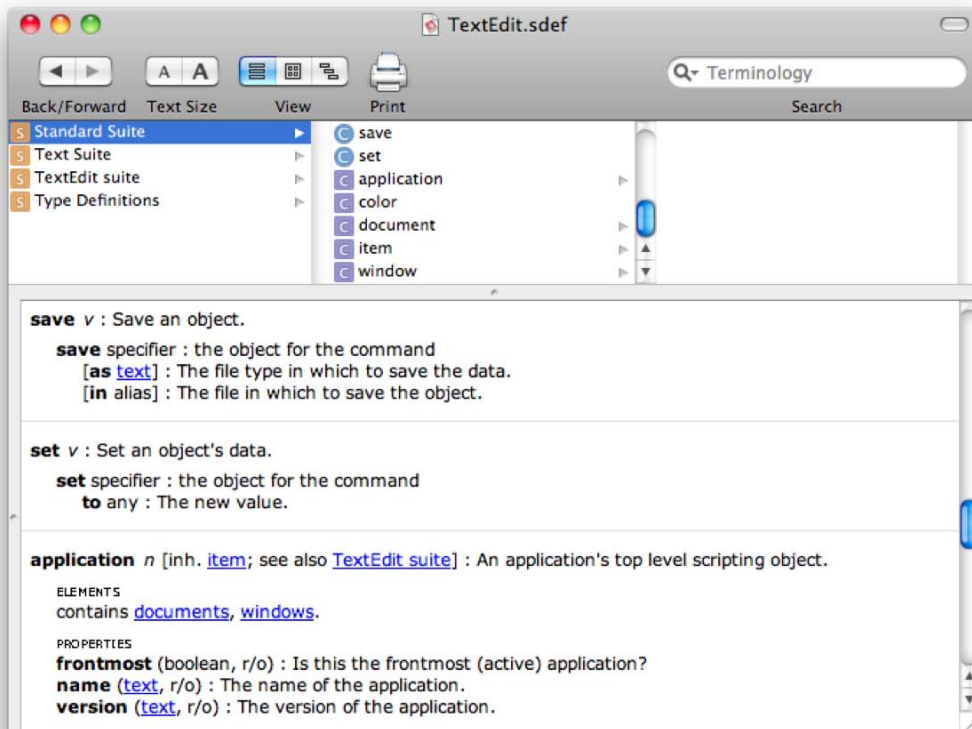 TextEdit.sdef
A A
Terminology
Back/Forward Text Size View Print Search
S Standard Suite
S Text Suite
S TextEdit suite
S Type Definitions
C save
C set
C application
C color
C document
C item
C window
save v : Save an object.
save specifier : the object for the command
[as text] : The file type in which to save the data.
[in alias] : The file in which to save the object.
set v : Set an object's data.
set specifier : the object for the command
to any : The new value.
application n [inh. item; see also TextEdit suite] : An application's top level scripting object.
ELEMENTS
contains documents, windows.
PROPERTIES
frontmost (boolean, r/o) : Is this the frontmost (active) application?
name (text, r/o) : The name of the application.
version (text, r/o) : The version of the application.